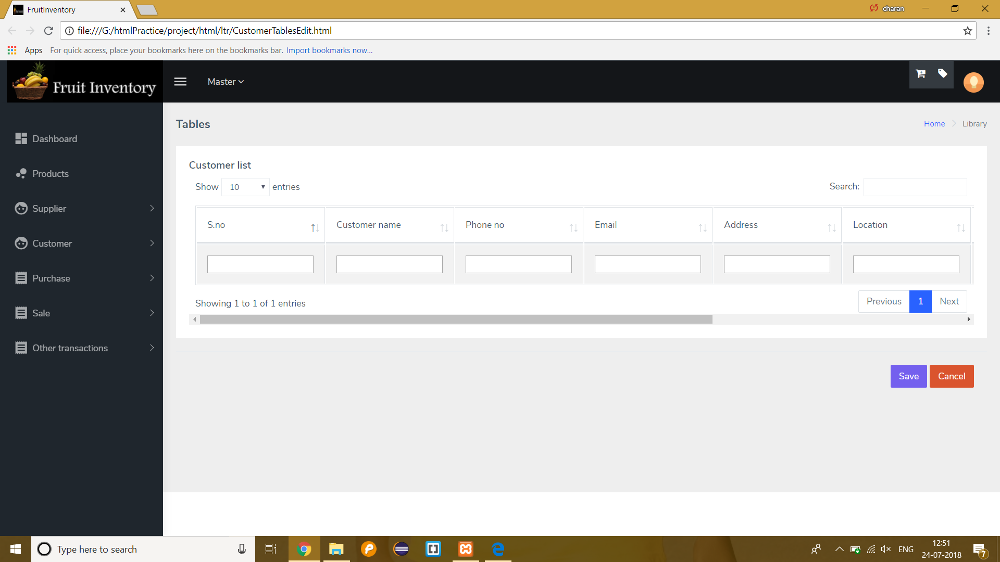 FruitInventory
charan
file:///G:/htmlPractice/project/html/ltr/CustomerTablesEdit.html
Apps For quick access, place your bookmarks here on the bookmarks bar. Import bookmarks now...
Fruit Inventory
Master
Tables
Home Library
Dashboard
Products
Supplier
Customer
Purchase
Sale
Other transactions
Customer list
Show 10 entries
Search:
S.no Customer name Phone no Email Address Location
Showing 1 to 1 of 1 entries
Previous 1 Next
Save Cancel
Type here to search
ENG
12:51
24-07-2018
7